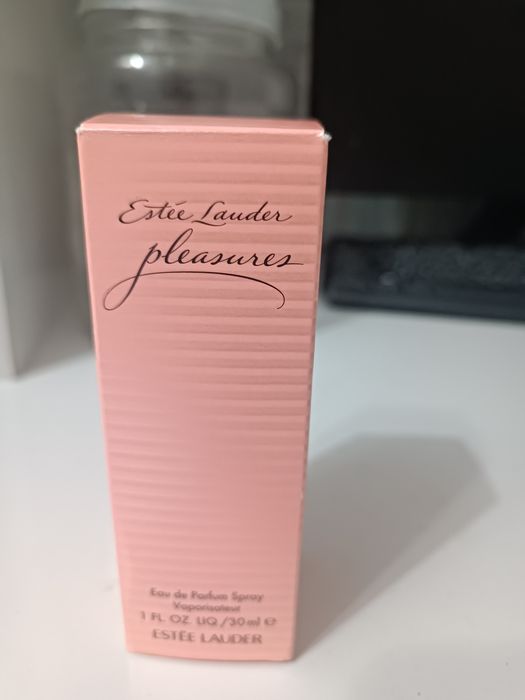 Estée Lauder
pleasures
Eau de Parfum Spray
Vaporisateur
1 FL. OZ. LIQ./30 ml ℮
ESTĒE LAUDER